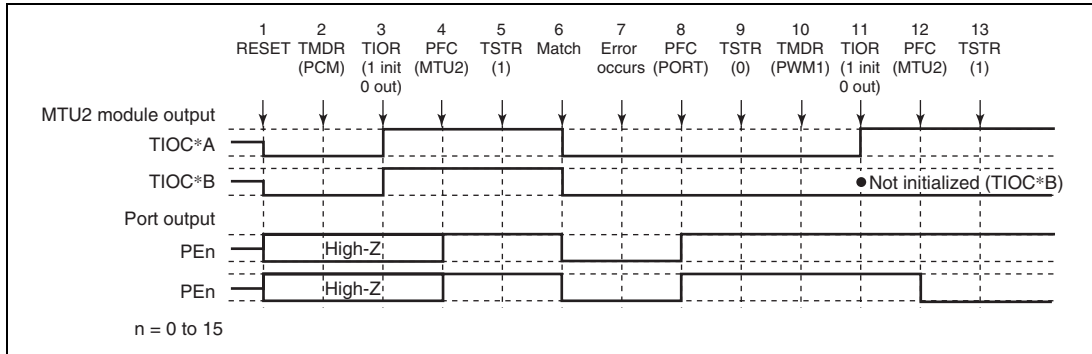 1 2 3 4 5 6 7 8 9 10 11 12 13
RESET TMDR TIOR PFC TSTR Match Error PFC TSTR TMDR TIOR PFC TSTR
(PCM) (1 init (MTU2) (1) occurs (PORT) (0) (PWM1) (1 init (MTU2) (1)
0 out) 0 out)
MTU2 module output
TIOC*A
TIOC*B
● Not initialized (TIOC*B)
Port output
PEn High-Z
PEn High-Z
n = 0 to 15